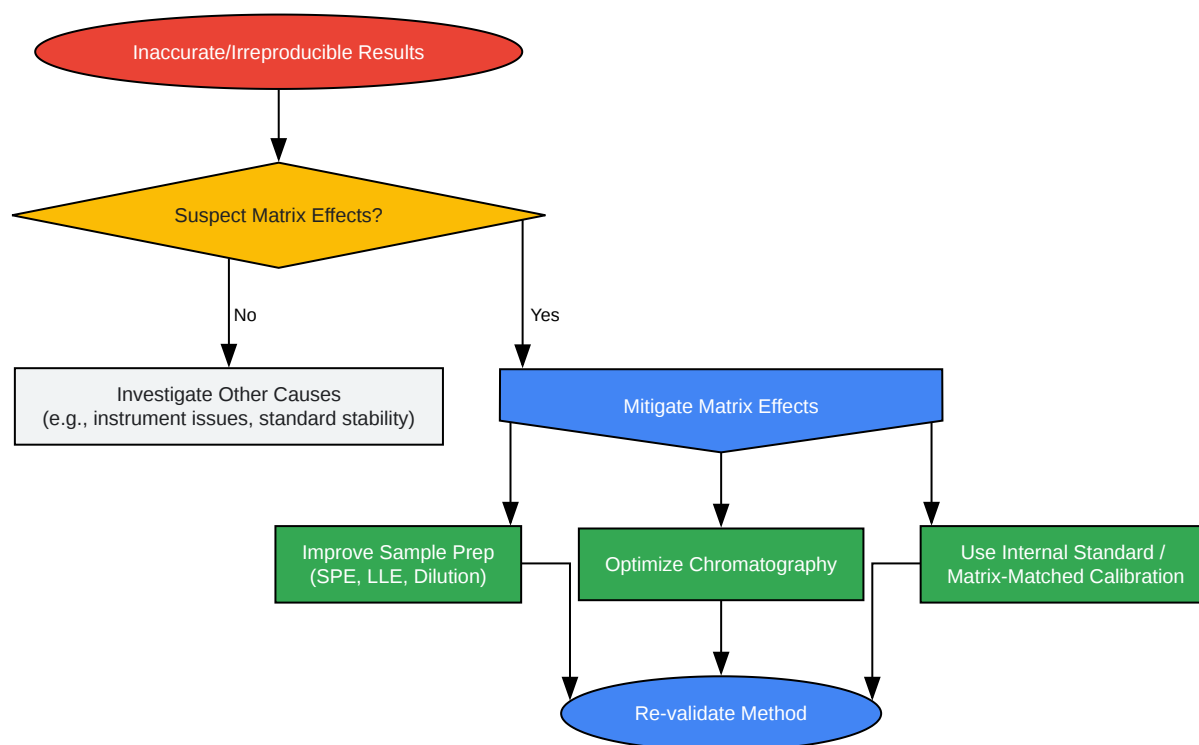 Inaccurate/Irreproducible Results
Suspect Matrix Effects?
No
Yes
Investigate Other Causes
(e.g., instrument issues, standard stability)
Mitigate Matrix Effects
Improve Sample Prep
(SPE, LLE, Dilution)
Optimize Chromatography
Use Internal Standard /
Matrix-Matched Calibration
Re-validate Method